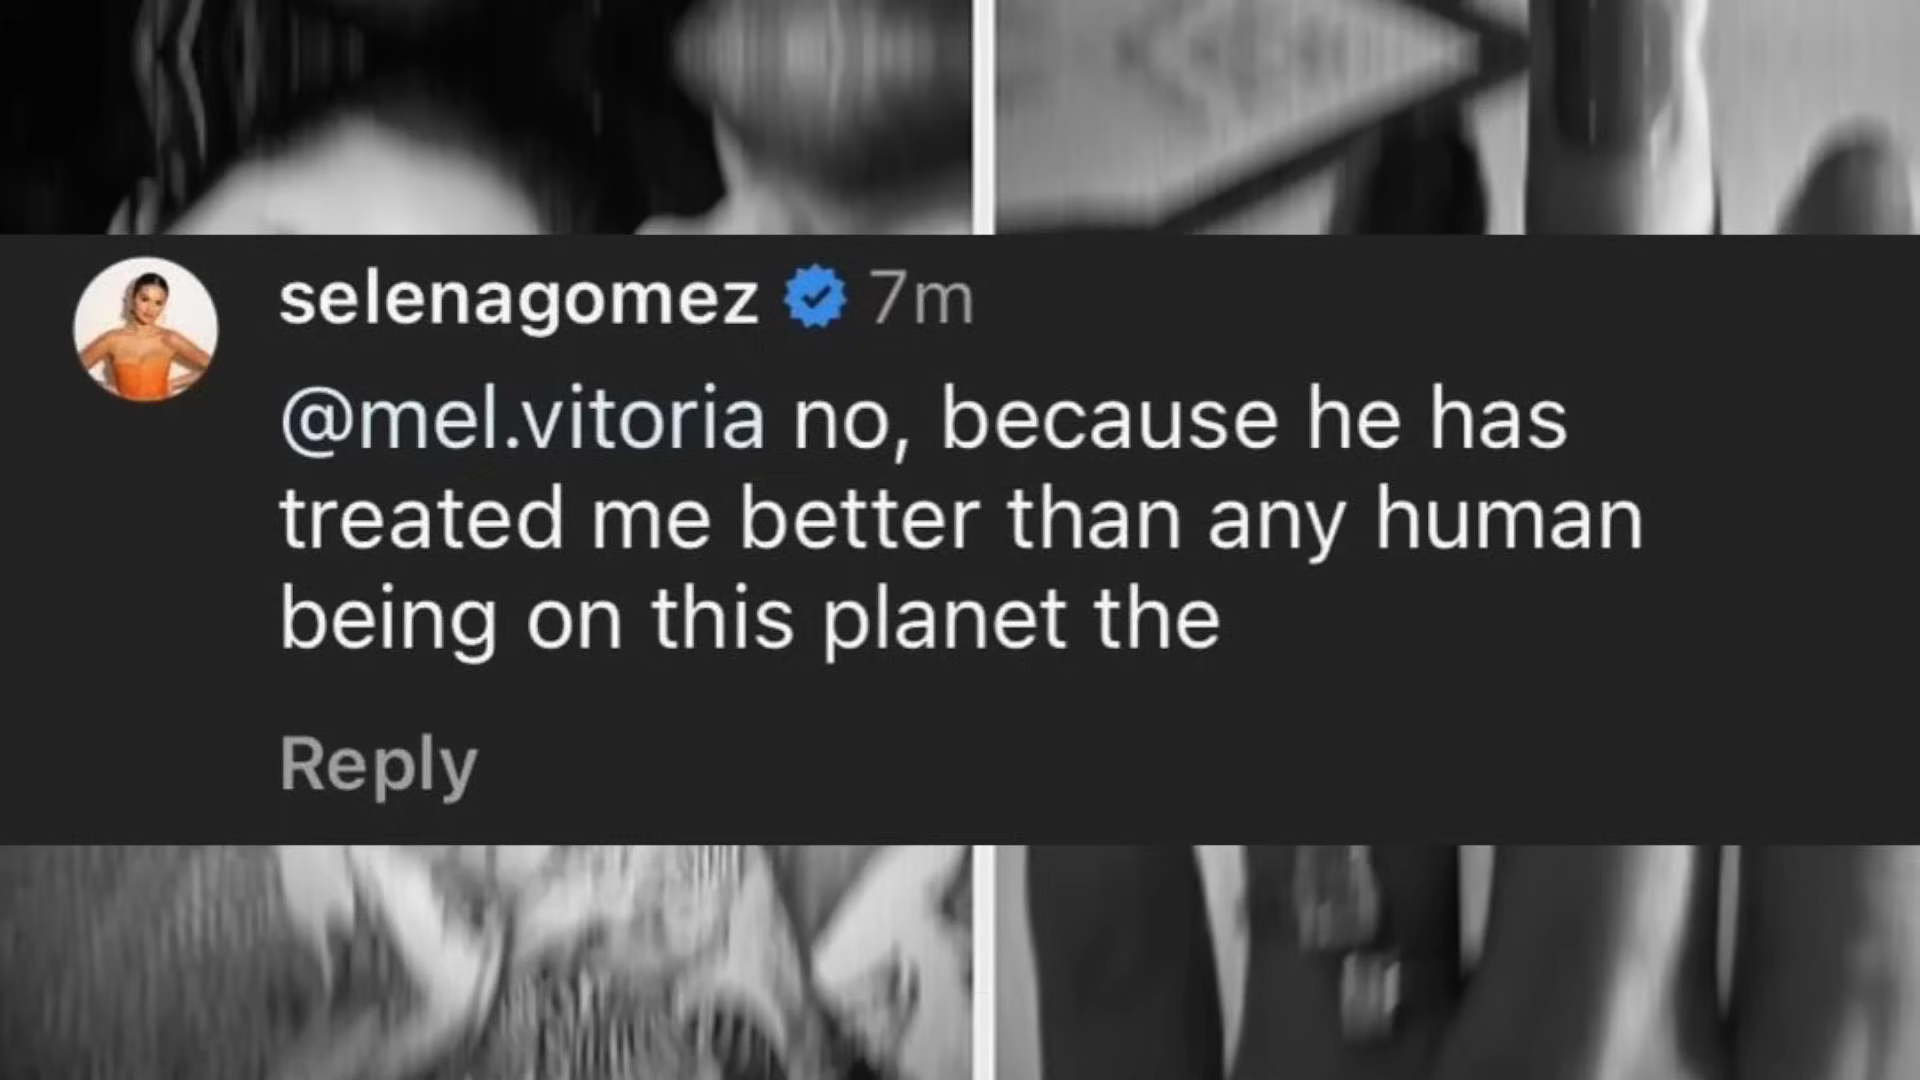 selenagomez 7m
@mel.vitoria no, because he has
treated me better than any human
being on this planet the
Reply